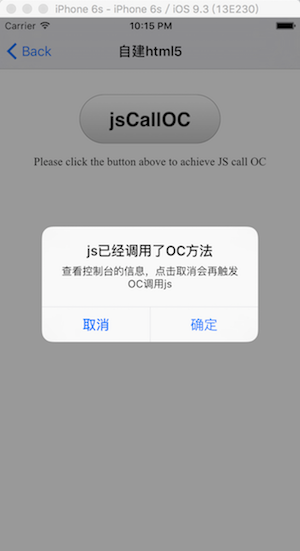 iPhone 6s - iPhone 6s / iOS 9.3 (13E230)
Carrier 10:15 PM
Back 自建html5
jsCallOC
Please click the button above to achieve JS call OC
js已经调用了OC方法
查看控制台的信息，点击取消会再触发
OC调用js
取消 确定